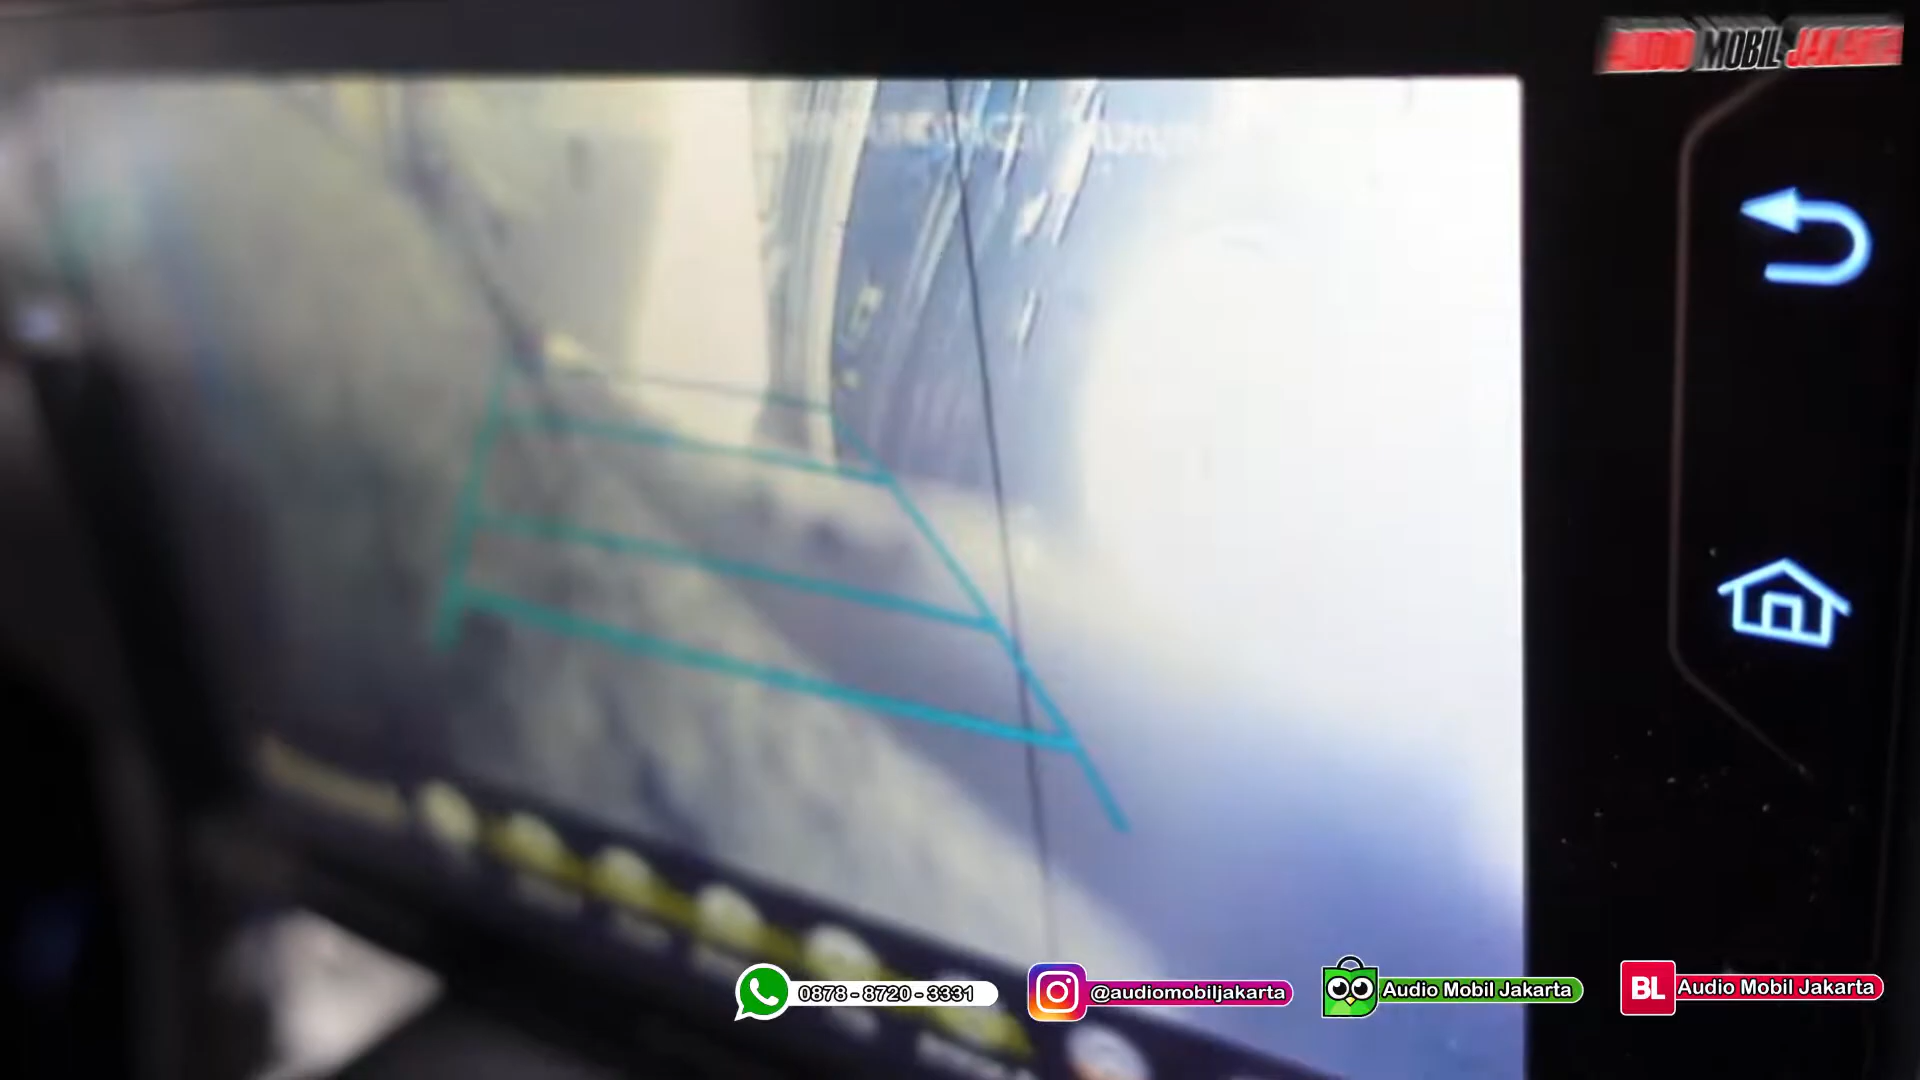 AUDIO MOBIL JAKARTA
0878 - 8720 - 3331
@audiomobiljakarta
Audio Mobil Jakarta
BL
Audio Mobil Jakarta